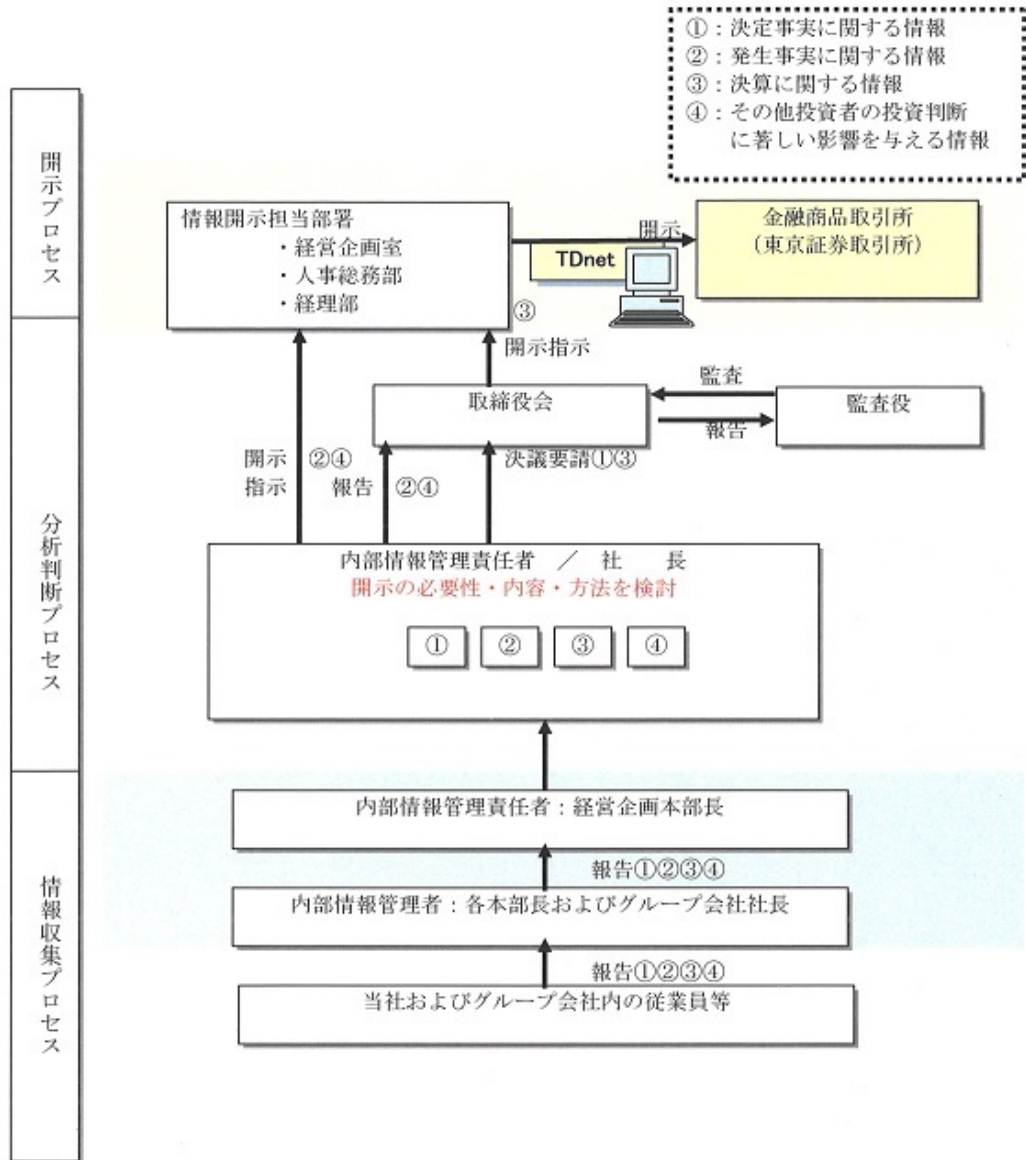 ①：決定事実に関する情報
②：発生事実に関する情報
③：決算に関する情報
④：その他投資者の投資判断
に著しい影響を与える情報
開示プロセス
情報開示担当部署
・経営企画室
・人事総務部
・経理部
開示
TDnet
金融商品取引所
（東京証券取引所）
③
開示指示
取締役会
監査
報告
監査役
分析判断プロセス
開示
指示
②④
報告
②④
決議要請①③
内部情報管理責任者 ／ 社 長
開示の必要性・内容・方法を検討
①
②
③
④
情報収集プロセス
内部情報管理責任者：経営企画本部長
報告①②③④
内部情報管理者：各本部長およびグループ会社社長
報告①②③④
当社およびグループ会社内の従業員等